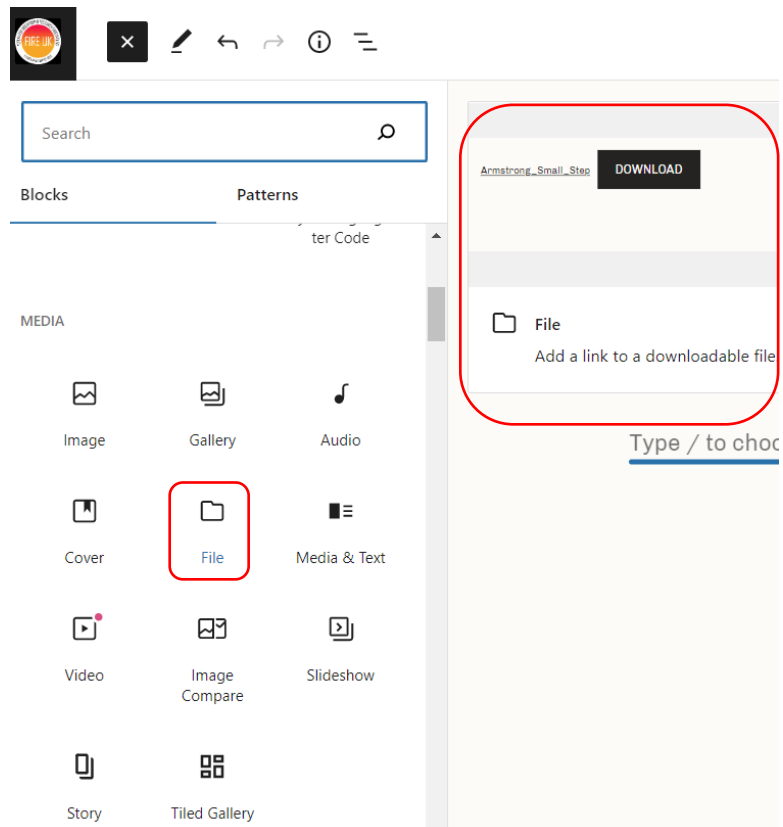 FIRE UK
Search
Blocks Patterns
ter Code
MEDIA
Image Gallery Audio
Cover File Media & Text
Video Image Compare Slideshow
Story Tiled Gallery
Armstrong_Small_Step DOWNLOAD
File
Add a link to a downloadable file
Type / to choo